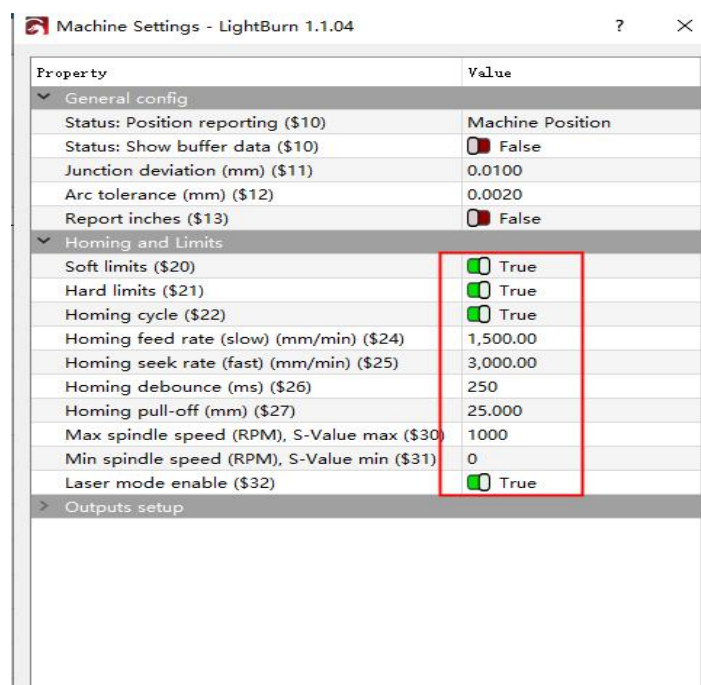 Machine Settings - LightBurn 1.1.04 ? ×
Property Value
General config
Status: Position reporting ($10) Machine Position
Status: Show buffer data ($10) False
Junction deviation (mm) ($11) 0.0100
Arc tolerance (mm) ($12) 0.0020
Report inches ($13) False
Homing and Limits
Soft limits ($20) True
Hard limits ($21) True
Homing cycle ($22) True
Homing feed rate (slow) (mm/min) ($24) 1,500.00
Homing seek rate (fast) (mm/min) ($25) 3,000.00
Homing debounce (ms) ($26) 250
Homing pull-off (mm) ($27) 25.000
Max spindle speed (RPM), S-Value max ($30) 1000
Min spindle speed (RPM), S-Value min ($31) 0
Laser mode enable ($32) True
Outputs setup